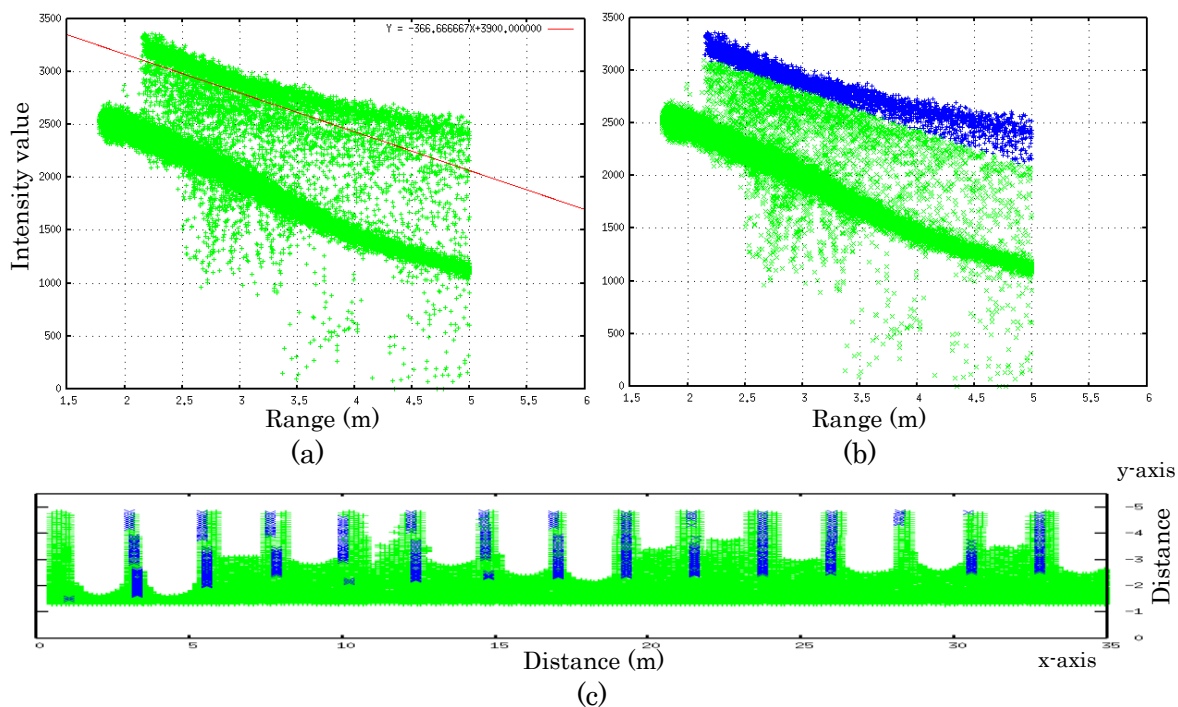 3500
3000
2500
2000
1500
1000
500
0
Intensity value
Y = -366.666667X+3900.000000
1.5 2 2.5 3 3.5 4 4.5 5 5.5 6
Range (m)
(a)
3500
3000
2500
2000
1500
1000
500
0
1.5 2 2.5 3 3.5 4 4.5 5 5.5 6
Range (m)
(b)
y-axis
-5
-4
-3
-2
-1
0
Distance
0 5 10 15 20 25 30 35
Distance (m)
x-axis
(c)